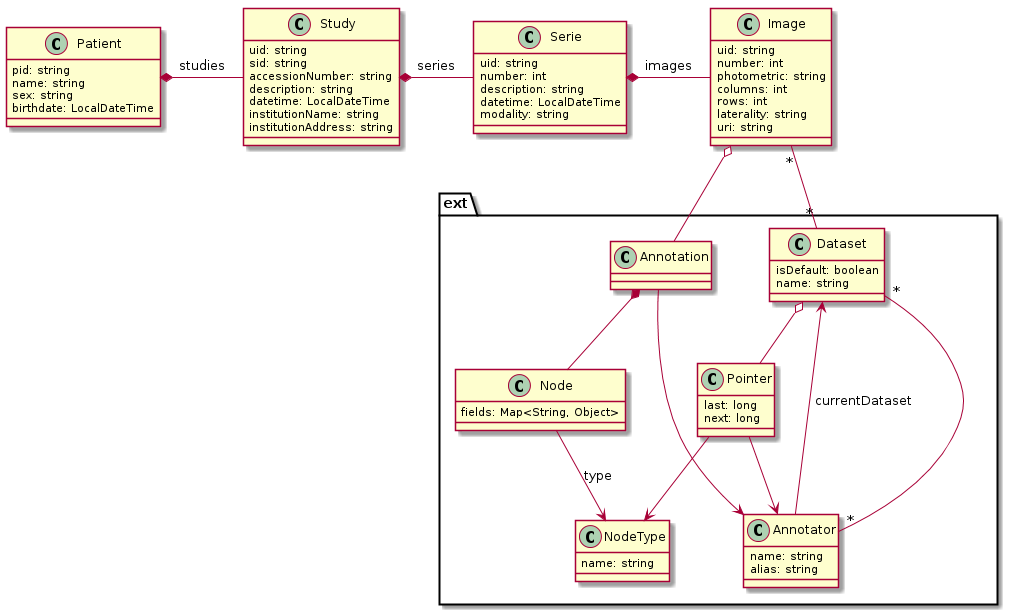 C Patient
pid: string
name: string
sex: string
birthdate: LocalDateTime
studies
C Study
uid: string
sid: string
accessionNumber: string
description: string
datetime: LocalDateTime
institutionName: string
institutionAddress: string
series
C Serie
uid: string
number: int
description: string
datetime: LocalDateTime
modality: string
images
C Image
uid: string
number: int
photometric: string
columns: int
rows: int
laterality: string
uri: string
*
*
ext
C Annotation
C Dataset
isDefault: boolean
name: string
*
C Node
fields: Map<String, Object>
C Pointer
last: long
next: long
currentDataset
type
C NodeType
name: string
C Annotator
name: string
alias: string
*